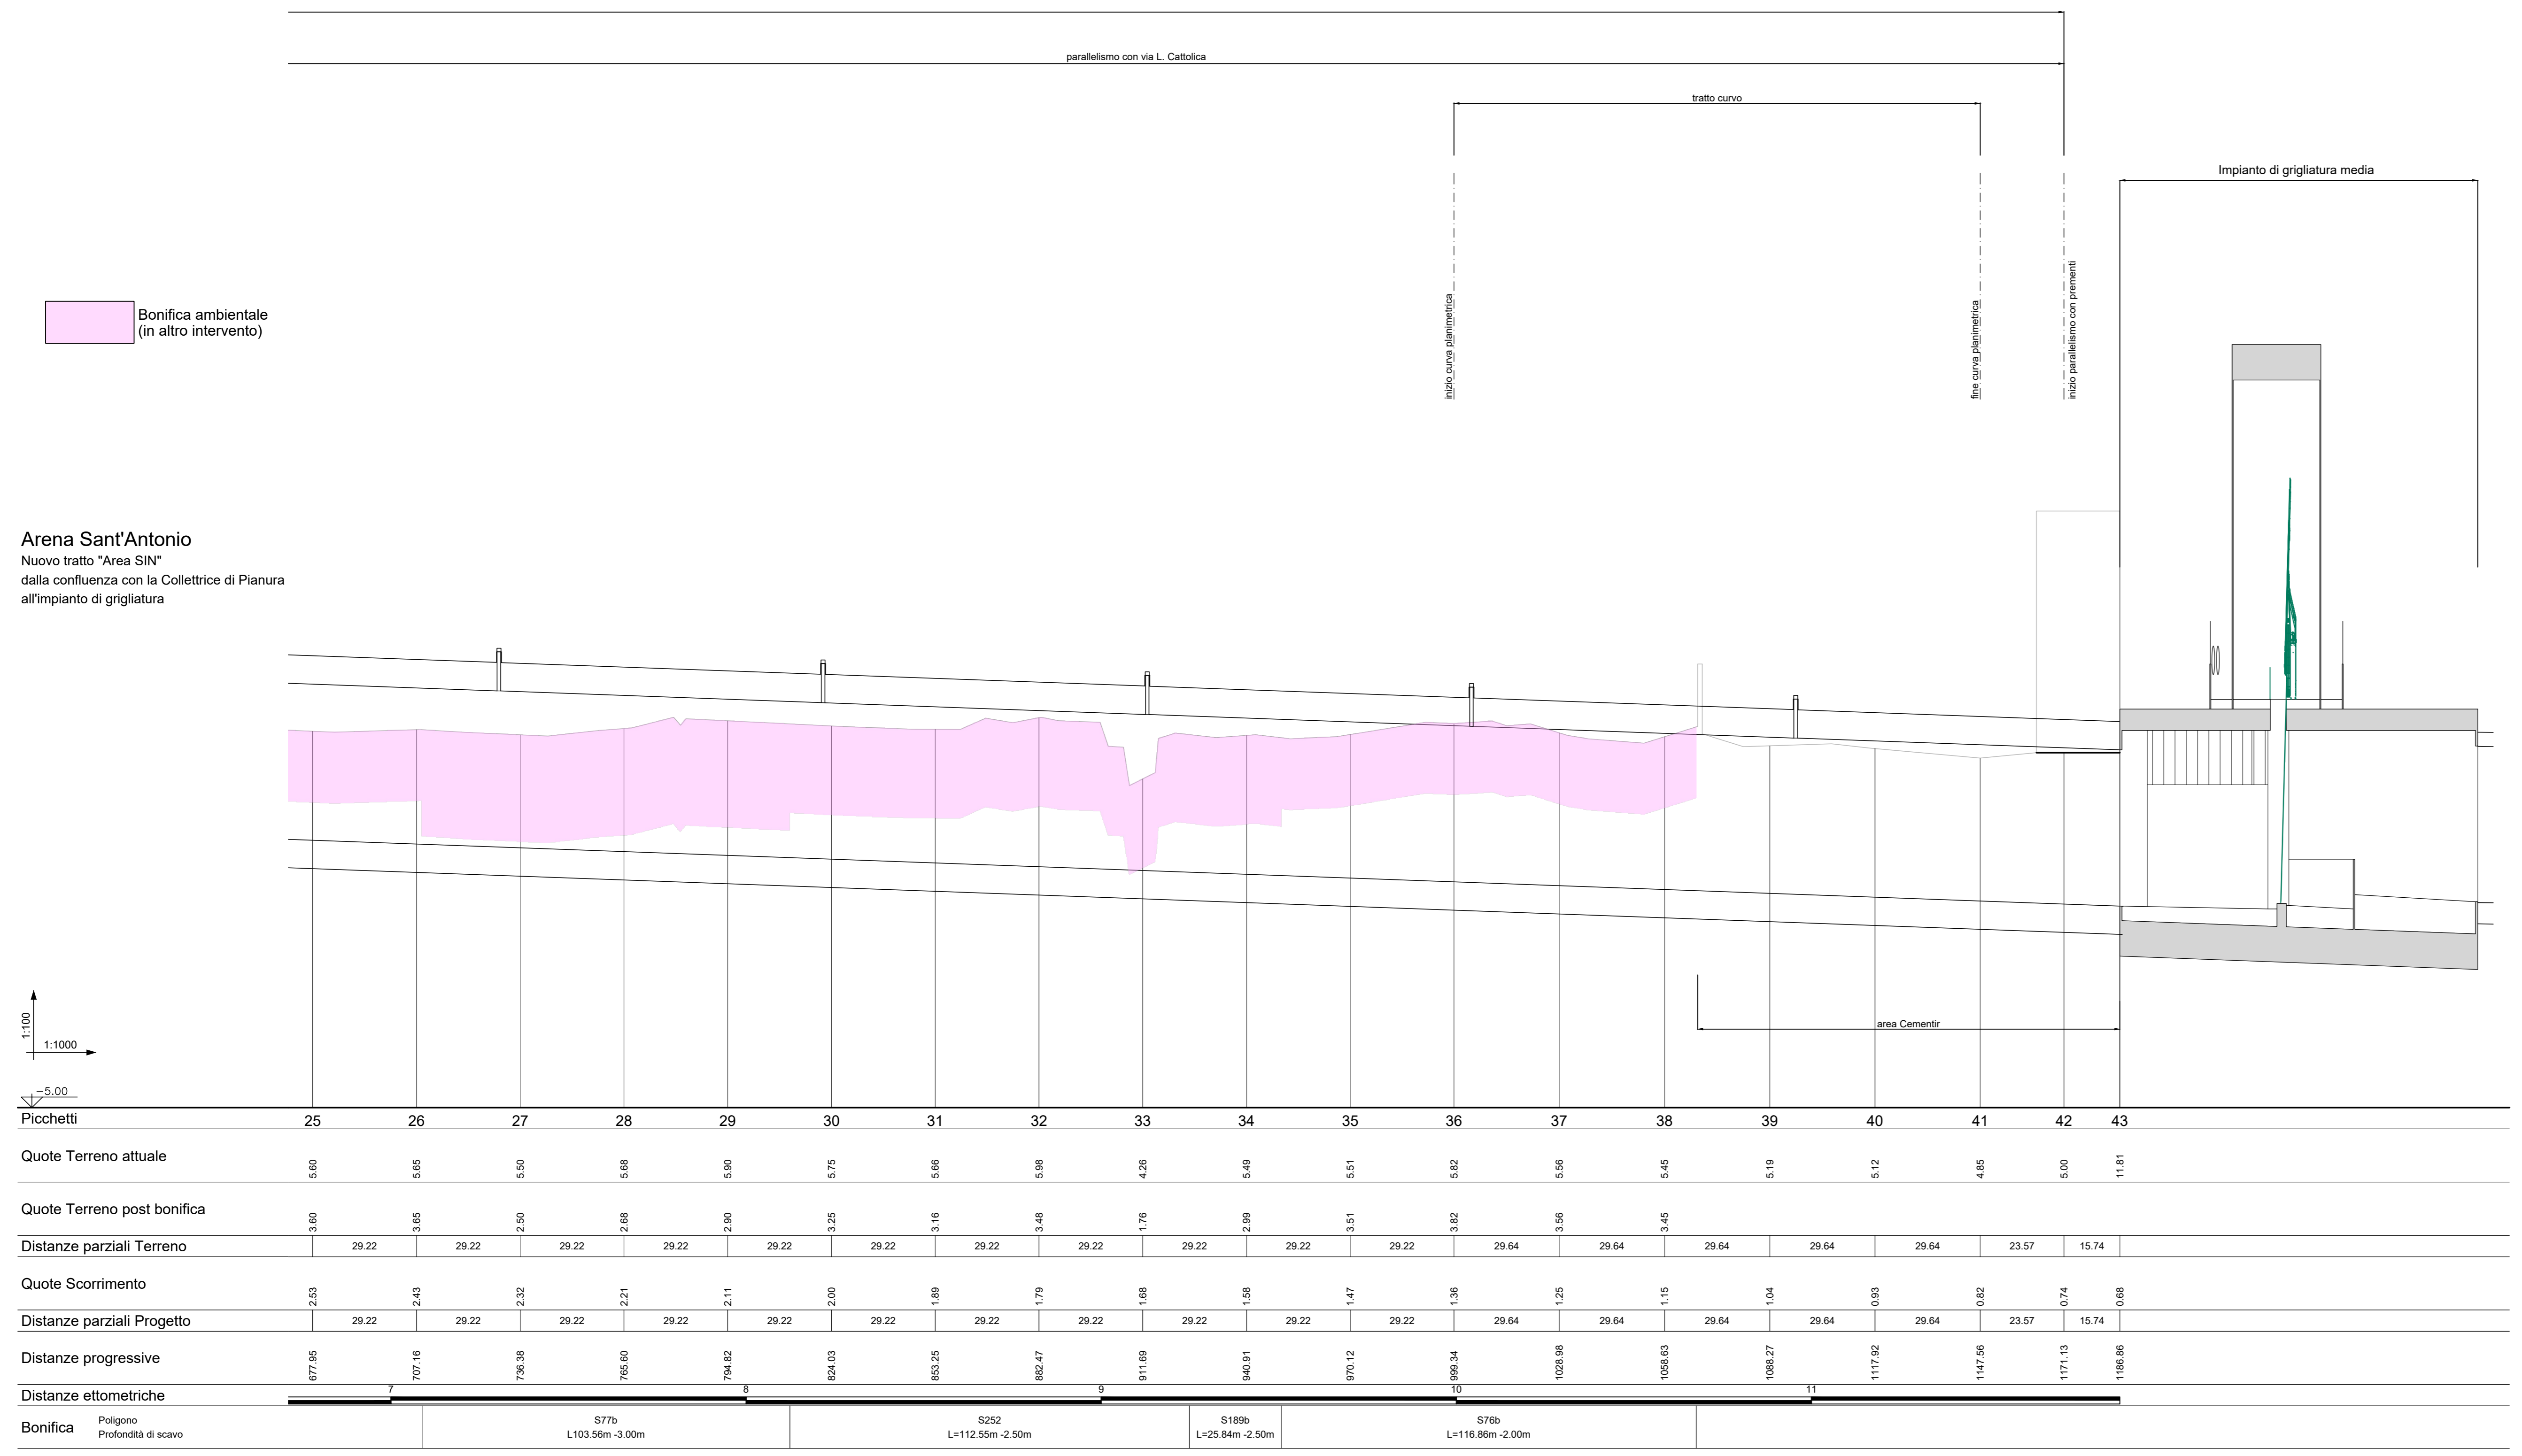 parallelismo con via L. Cattolica
tratto curvo
Impianto di grigliatura media
inizio curva planimetrica
fine curva planimetrica
inizio parallelismo con prementi
Bonifica ambientale
(in altro intervento)
Arena Sant'Antonio
Nuovo tratto "Area SIN"
dalla confluenza con la Collettrice di Pianura
all'impianto di grigliatura
area Cementir
1:100
1:1000
-5.00
Picchetti 25 26 27 28 29 30 31 32 33 34 35 36 37 38 39 40 41 42 43
Quote Terreno attuale 5.60 5.65 5.50 5.68 5.90 5.75 5.66 5.98 4.26 5.49 5.51 5.82 5.56 5.45 5.19 5.12 4.85 5.00 11.81
Quote Terreno post bonifica 3.60 3.65 2.50 2.68 2.90 3.25 3.16 3.48 1.76 2.99 3.51 3.82 3.56 3.45
Distanze parziali Terreno 29.22 29.22 29.22 29.22 29.22 29.22 29.22 29.22 29.22 29.22 29.22 29.64 29.64 29.64 29.64 29.64 23.57 15.74
Quote Scorrimento 2.53 2.43 2.32 2.21 2.11 2.00 1.89 1.79 1.68 1.58 1.47 1.36 1.25 1.15 1.04 0.93 0.82 0.74 0.68
Distanze parziali Progetto 29.22 29.22 29.22 29.22 29.22 29.22 29.22 29.22 29.22 29.22 29.22 29.64 29.64 29.64 29.64 29.64 23.57 15.74
Distanze progressive 677.95 707.16 736.38 765.60 794.82 824.03 853.25 882.47 911.69 940.91 970.12 999.34 1028.98 1058.63 1088.27 1117.92 1147.56 1171.13 1186.86
Distanze ettometriche 7 8 9 10 11
Bonifica
Poligono S77b S252 S189b S76b
Profondità di scavo L103.56m -3.00m L=112.55m -2.50m L=25.84m -2.50m L=116.86m -2.00m